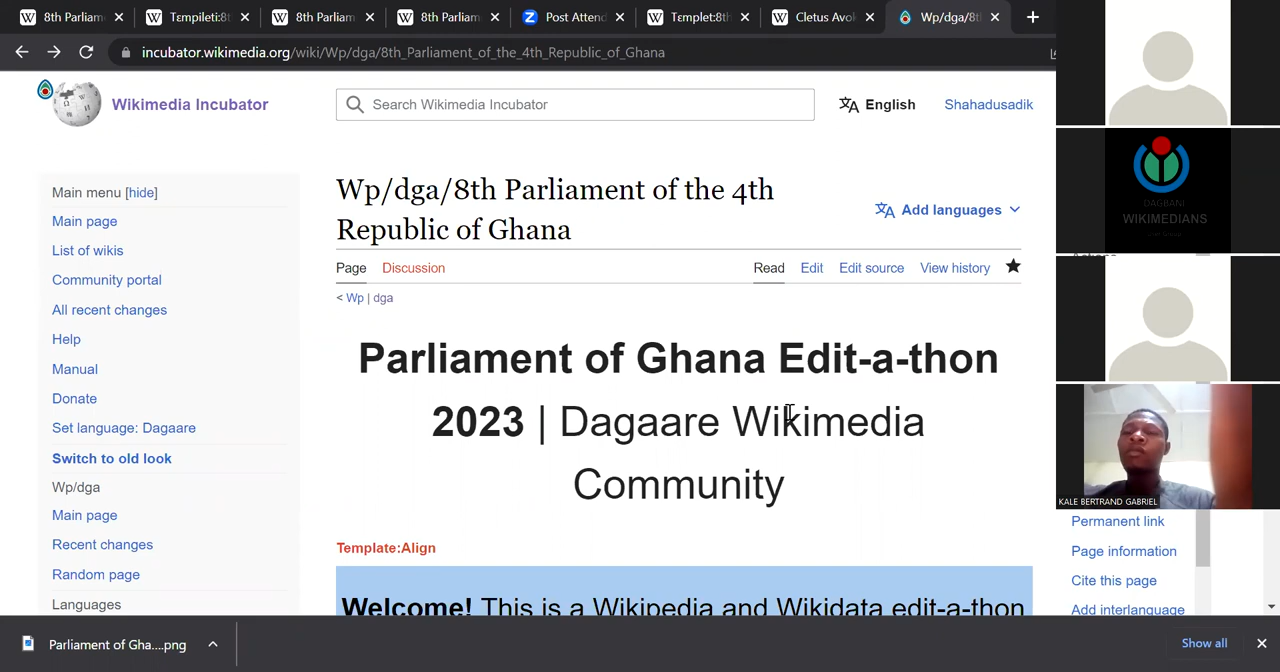 8th Parliam
Tɛmpileti:8t
8th Parliam
8th Parliam
Post Attend
Tɛmplet:8th
Cletus Avok
Wp/dga/8t
incubator.wikimedia.org/wiki/Wp/dga/8th_Parliament_of_the_4th_Republic_of_Ghana
Wikimedia Incubator
Search Wikimedia Incubator
English
Shahadusadik
Main menu [hide]
Main page
List of wikis
Community portal
All recent changes
Help
Manual
Donate
Set language: Dagaare
Switch to old look
Wp/dga
Main page
Recent changes
Random page
Languages
Wp/dga/8th Parliament of the 4th
Republic of Ghana
Add languages
Page Discussion
Read Edit Edit source View history
< Wp | dga
Parliament of Ghana Edit-a-thon
2023 | Dagaare Wikimedia
Community
Template:Align
Welcome! This is a Wikipedia and Wikidata edit-a-thon
DAGBANI
WIKIMEDIANS
KALE BERTRAND GABRIEL
Permanent link
Page information
Cite this page
Add interlanguage
Parliament of Gha....png
Show all